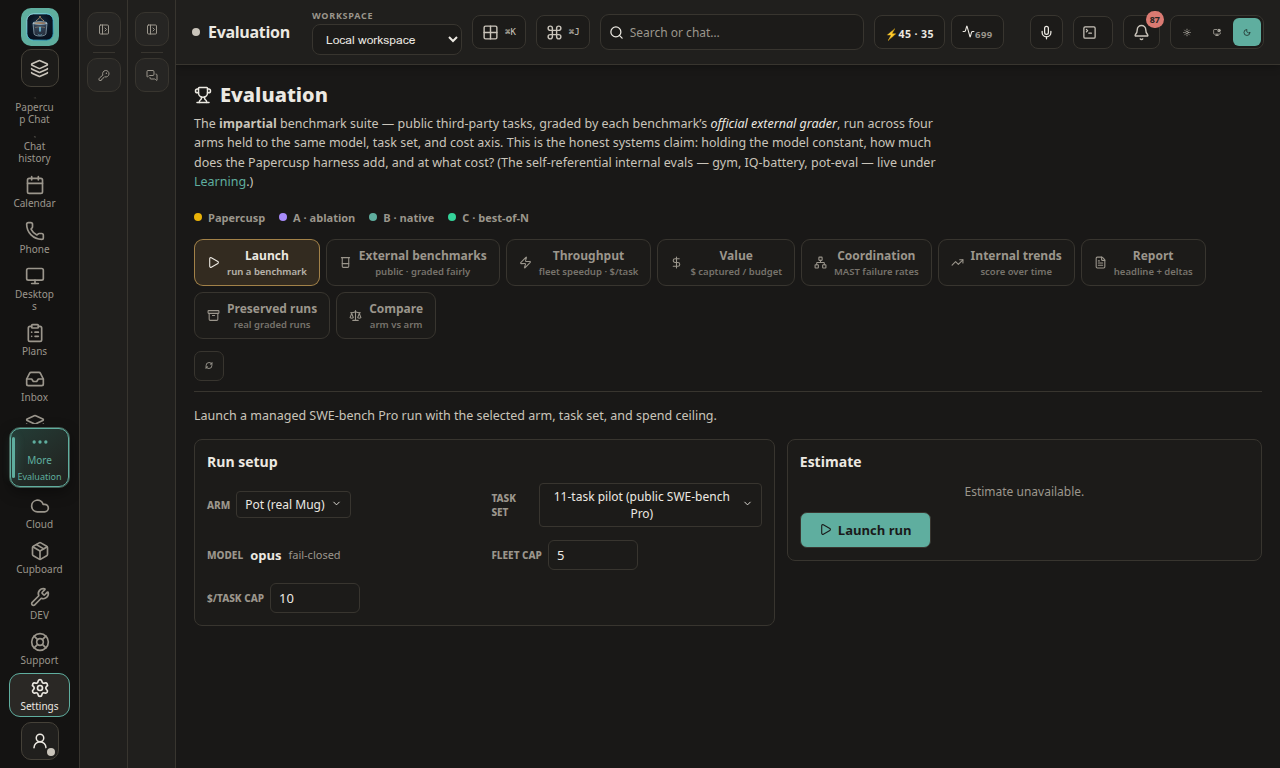 Evaluation
WORKSPACE
Local workspace
⌘K
⌘J
Search or chat...
⚡45 · 35
699
87
Papercu
p Chat
Chat
history
Calendar
Phone
Desktop
s
Plans
Inbox
More
Evaluation
Cloud
Cupboard
DEV
Support
Settings
Evaluation
The impartial benchmark suite — public third-party tasks, graded by each benchmark's official external grader, run across four
arms held to the same model, task set, and cost axis. This is the honest systems claim: holding the model constant, how much
does the Papercusp harness add, and at what cost? (The self-referential internal evals — gym, IQ-battery, pot-eval — live under
Learning.)
Papercusp
A · ablation
B · native
C · best-of-N
Launch
run a benchmark
External benchmarks
public · graded fairly
Throughput
fleet speedup · $/task
Value
$ captured / budget
Coordination
MAST failure rates
Internal trends
score over time
Report
headline + deltas
Preserved runs
real graded runs
Compare
arm vs arm
Launch a managed SWE-bench Pro run with the selected arm, task set, and spend ceiling.
Run setup
ARM
Pot (real Mug)
TASK
SET
11-task pilot (public SWE-bench
Pro)
MODEL opus fail-closed
FLEET CAP
5
$/TASK CAP
10
Estimate
Estimate unavailable.
Launch run